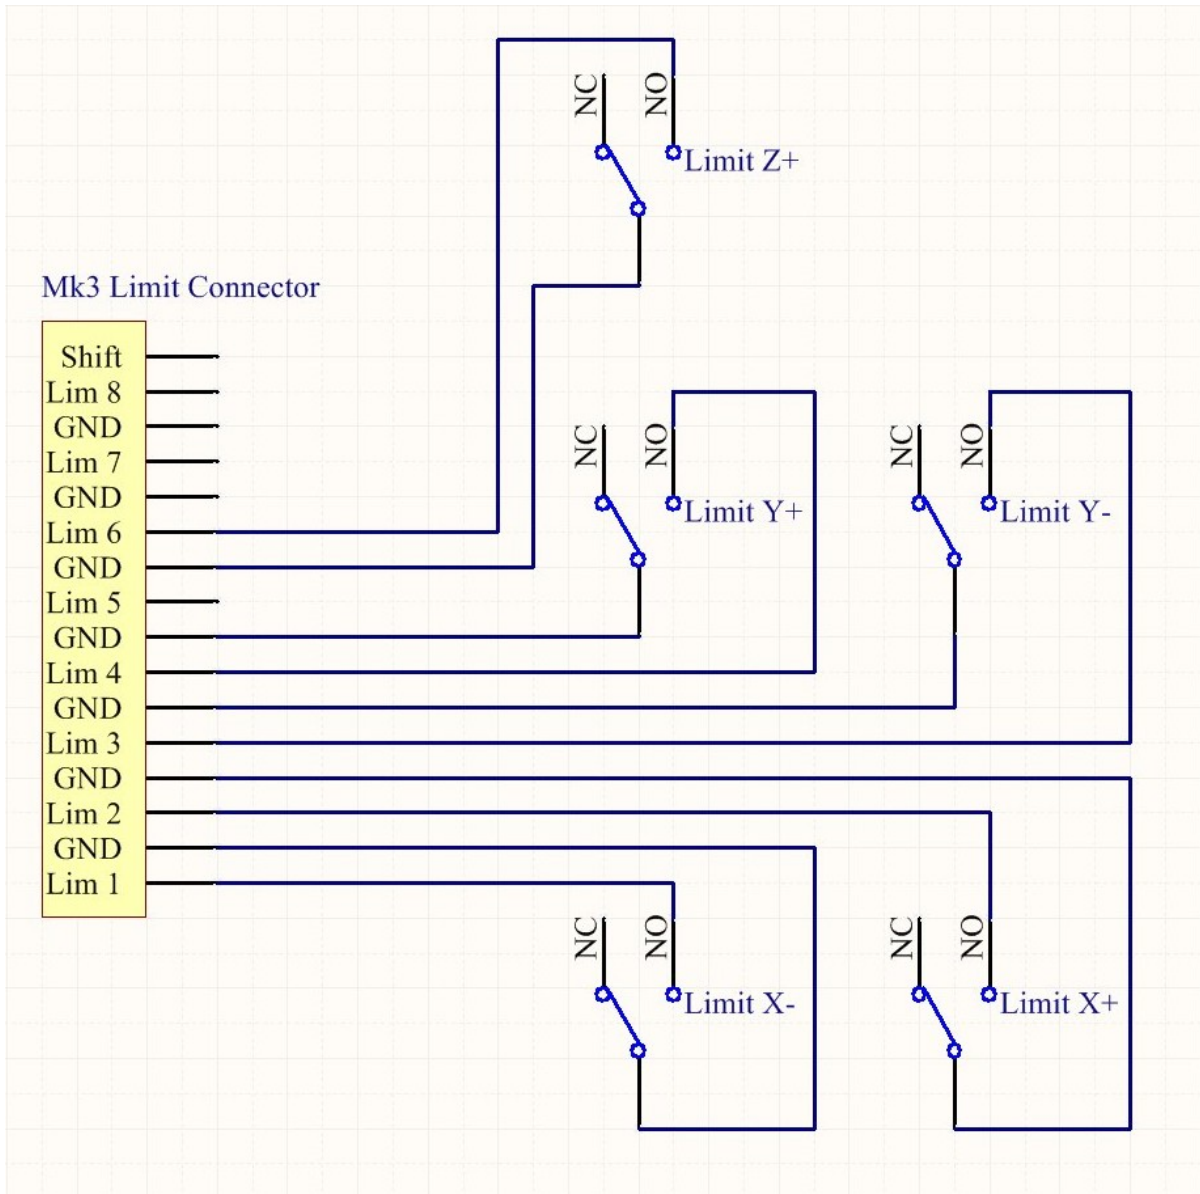 NC
NO
Limit Z+
Mk3 Limit Connector
Shift
Lim 8
GND
Lim 7
GND
Lim 6
GND
Lim 5
GND
Lim 4
GND
Lim 3
GND
Lim 2
GND
Lim 1
NC
NO
Limit Y+
NC
NO
Limit Y-
NC
NO
Limit X-
NC
NO
Limit X+